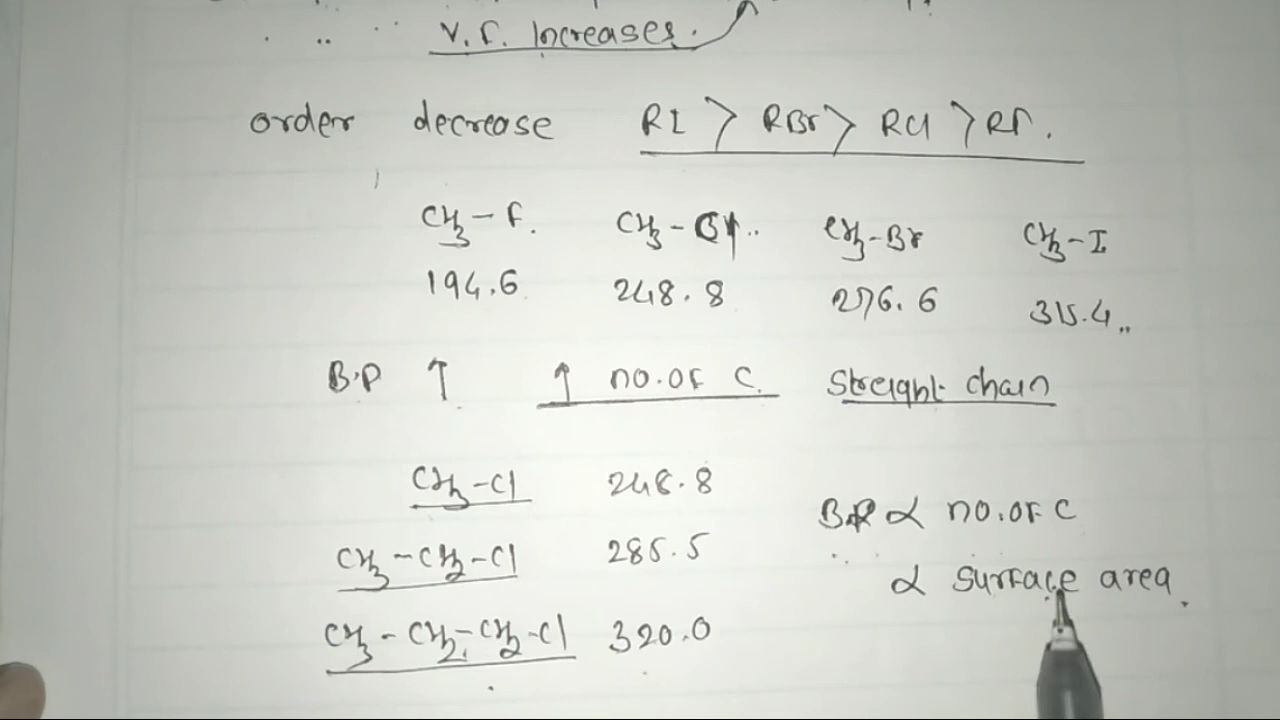 V.F. Increases.
order decrease RI > RBr > RCl > RF.
CH3 – F. CH3 – Cl.. CH3 – Br CH3 – I
194.6 248.8 276.6 315.4..
B.P ↑ ↑ no. of C. Streight chain
CH3 – Cl 248.8
B.P ∝ no. of C
CH3 – CH2 – Cl 285.5
∝ surface area.
CH3 – CH2 – CH2 – Cl 320.0